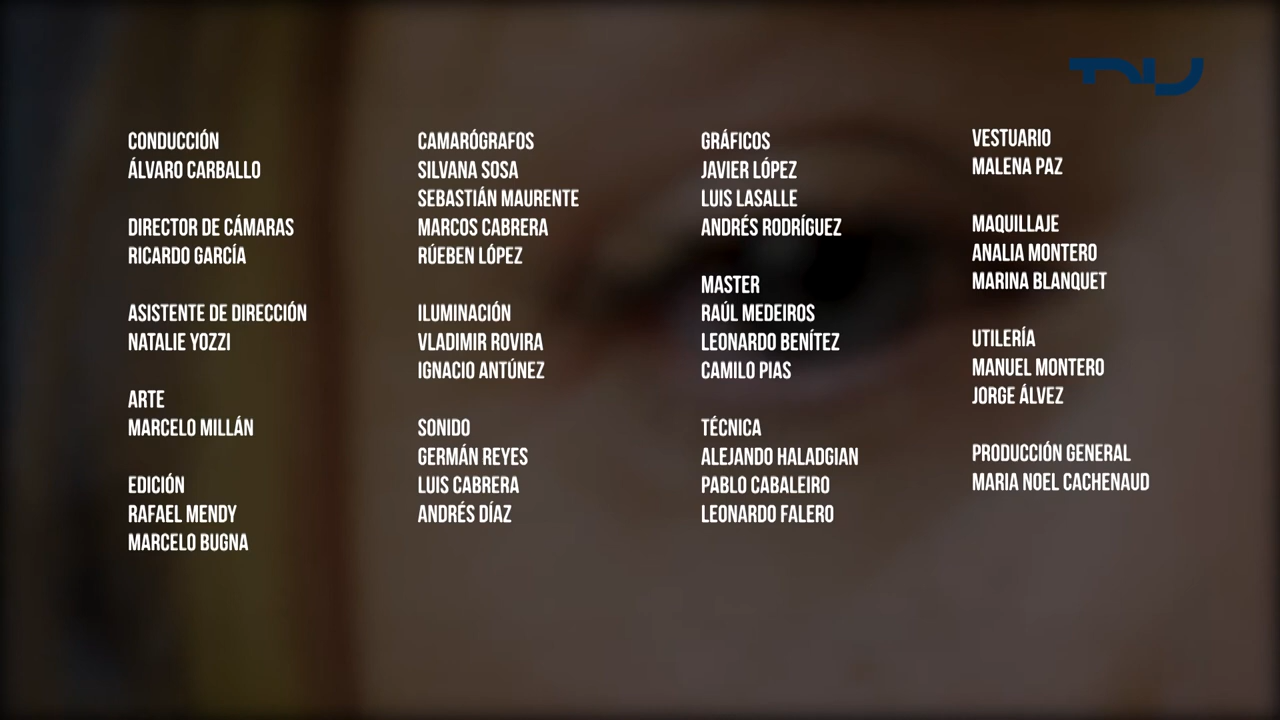 TNU
CONDUCCIÓN
ÁLVARO CARBALLO
DIRECTOR DE CÁMARAS
RICARDO GARCÍA
ASISTENTE DE DIRECCIÓN
NATALIE YOZZI
ARTE
MARCELO MILLÁN
EDICIÓN
RAFAEL MENDY
MARCELO BUGNA
CAMARÓGRAFOS
SILVANA SOSA
SEBASTIÁN MAURENTE
MARCOS CABRERA
RÚEBEN LÓPEZ
ILUMINACIÓN
VLADIMIR ROVIRA
IGNACIO ANTÚNEZ
SONIDO
GERMÁN REYES
LUIS CABRERA
ANDRÉS DÍAZ
GRÁFICOS
JAVIER LÓPEZ
LUIS LASALLE
ANDRÉS RODRÍGUEZ
MASTER
RAÚL MEDEIROS
LEONARDO BENÍTEZ
CAMILO PIAS
TÉCNICA
ALEJANDO HALADGIAN
PABLO CABALEIRO
LEONARDO FALERO
VESTUARIO
MALENA PAZ
MAQUILLAJE
ANALIA MONTERO
MARINA BLANQUET
UTILERÍA
MANUEL MONTERO
JORGE ÁLVEZ
PRODUCCIÓN GENERAL
MARIA NOEL CACHENAUD